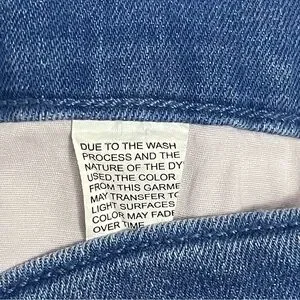 DUE TO THE WASH
PROCESS AND THE
NATURE OF THE DY
USED,THE COLOR
FROM THIS GARME
MAY TRANSFER TO
LIGHT SURFACES
COLOR MAY FADE
OVER TIME